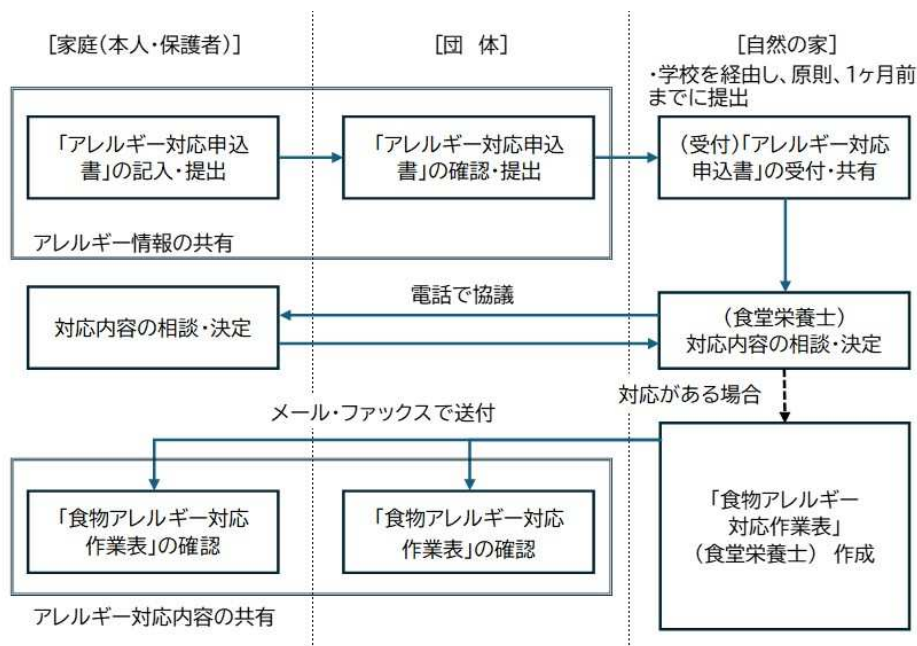 [家庭(本人・保護者)]
[団 体]
[自然の家]
・学校を経由し、原則、1ヶ月前
までに提出
「アレルギー対応申込
書」の記入・提出
「アレルギー対応申込
書」の確認・提出
(受付)「アレルギー対応
申込書」の受付・共有
アレルギー情報の共有
電話で協議
対応内容の相談・決定
(食堂栄養士)
対応内容の相談・決定
対応がある場合
メール・ファックスで送付
「食物アレルギー対応
作業表」の確認
「食物アレルギー対応
作業表」の確認
「食物アレルギー
対応作業表」
(食堂栄養士) 作成
アレルギー対応内容の共有